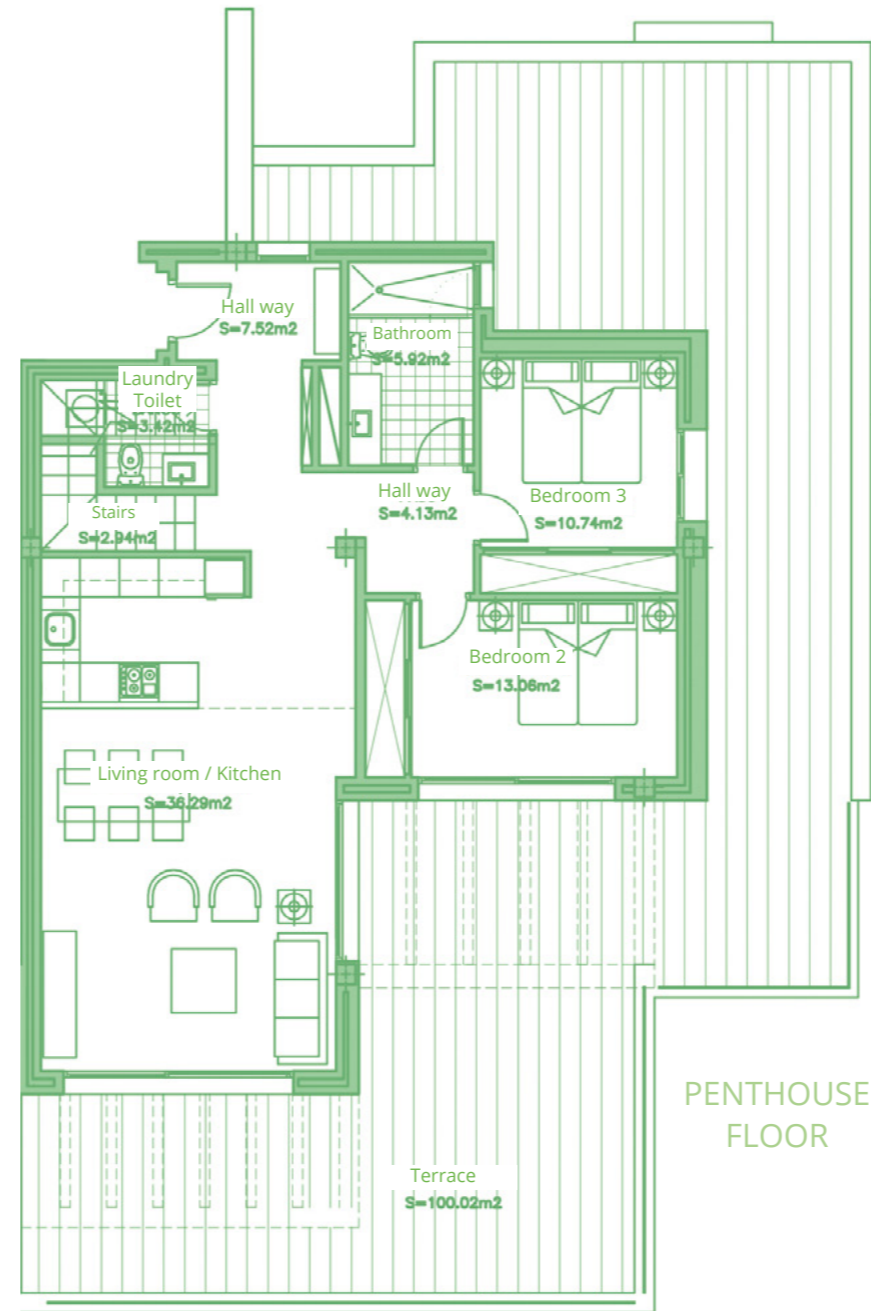 Hall way
S=7.52m2
Bathroom
S=5.92m2
Laundry
Toilet
S=3.42m2
Hall way
S=4.13m2
Bedroom 3
S=10.74m2
Stairs
S=2.94m2
Bedroom 2
S=13.06m2
Living room / Kitchen
S=36.29m2
PENTHOUSE
FLOOR
Terrace
S=100.02m2